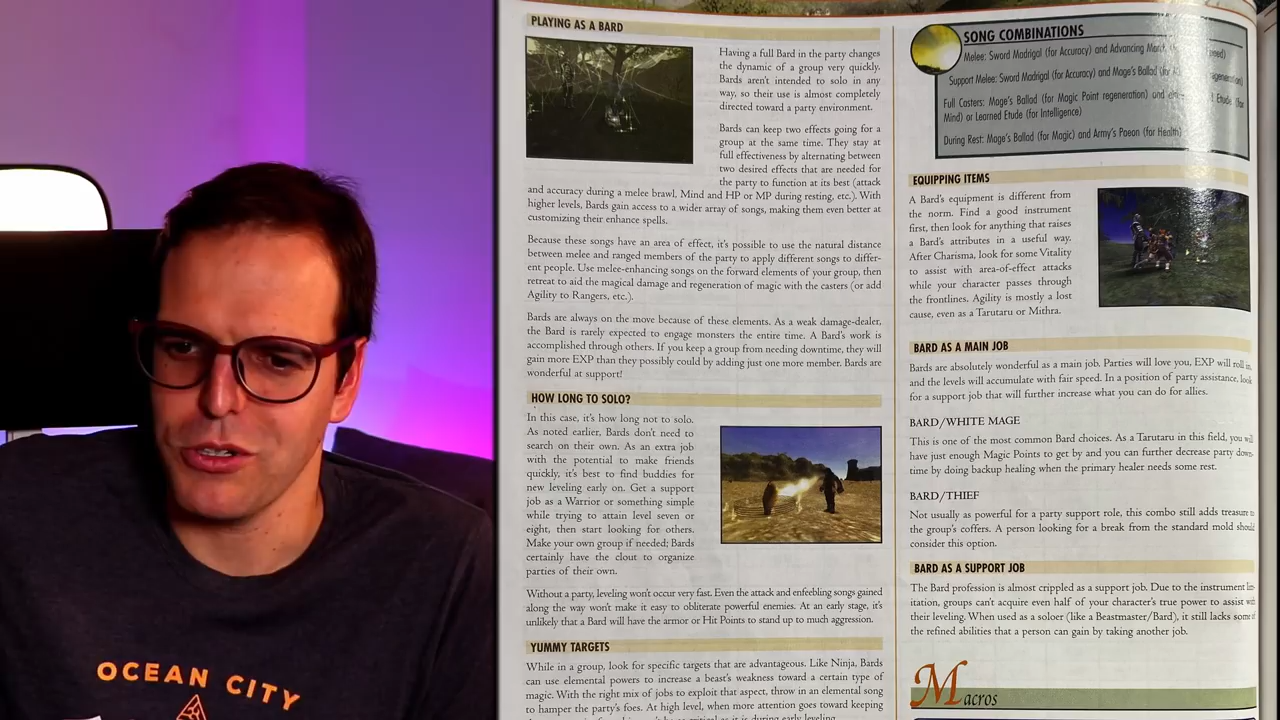 PLAYING AS A BARD
Having a full Bard in the party changes
the dynamic of a group very quickly.
Bards aren't intended to solo in any
way, so their use is almost completely
directed toward a party environment.
Bards can keep two effects going for a
group at the same time. They stay at
full effectiveness by alternating between
two desired effects that are needed for
the party to function at its best (attack
and accuracy during a melee brawl, Mind and HP or MP during resting, etc.). With
higher levels, Bards gain access to a wider array of songs, making them even better at
customizing their enhance spells.
Because these songs have an area of effect, it's possible to use the natural distance
between melee and ranged members of the party to apply different songs to differ-
ent people. Use melee-enhancing songs on the forward elements of your group, then
retreat to aid the magical damage and regeneration of magic with the casters (or add
Agility to Rangers, etc.).
Bards are always on the move because of these elements. As a weak damage-dealer,
the Bard is rarely expected to engage monsters the entire time. A Bard's work is
accomplished through others. If you keep a group from needing downtime, they will
gain more EXP than they possibly could by adding just one more member. Bards are
wonderful at support!
HOW LONG TO SOLO?
In this case, it's how long not to solo.
As noted earlier, Bards don't need to
search on their own. As an extra job
with the potential to make friends
quickly, it's best to find buddies for
new leveling early on. Get a support
job as a Warrior or something simple
while trying to attain level seven or
eight, then start looking for others.
Make your own group if needed; Bards
certainly have the clout to organize
parties of their own.
Without a party, leveling won't occur very fast. Even the attack and enfeebling songs gained
along the way won't make it easy to obliterate powerful enemies. At an early stage, it's
unlikely that a Bard will have the armor or Hit Points to stand up to much aggression.
YUMMY TARGETS
While in a group, look for specific targets that are advantageous. Like Ninja, Bards
can use elemental powers to increase a beast's weakness toward a certain type of
magic. With the right mix of jobs to exploit that aspect, throw in an elemental song
to hamper the party's foes. At high level, when more attention goes toward keeping
SONG COMBINATIONS
Melee: Sword Madrigal (for Accuracy) and Advancing
Support Melee: Sword Madrigal (for Accuracy) and Mage's Ballad
Full Casters: Mage's Ballad (for Magic Point regeneration) and Etude (for
Mind) or Learned Etude (for Intelligence)
During Rest: Mage's Ballad (for Magic) and Army's Paeon (for Health)
EQUIPPING ITEMS
A Bard's equipment is different from
the norm. Find a good instrument
first, then look for anything that raises
a Bard's attributes in a useful way.
After Charisma, look for some Vitality
to assist with area-of-effect attacks
while your character passes through
the frontlines. Agility is mostly a lost
cause, even as a Tarutaru or Mithra.
BARD AS A MAIN JOB
Bards are absolutely wonderful as a main job. Parties will love you, EXP will roll in,
and the levels will accumulate with fair speed. In a position of party assistance, look
for a support job that will further increase what you can do for allies.
BARD/WHITE MAGE
This is one of the most common Bard choices. As a Tarutaru in this field, you will
have just enough Magic Points to get by and you can further decrease party down-
time by doing backup healing when the primary healer needs some rest.
BARD/THIEF
Not usually as powerful for a party support role, this combo still adds treasure to
the group's coffers. A person looking for a break from the standard mold should
consider this option.
BARD AS A SUPPORT JOB
The Bard profession is almost crippled as a support job. Due to the instrument lim-
itation, groups can't acquire even half of your character's true power to assist with
their leveling. When used as a soloer (like a Beastmaster/Bard), it still lacks some of
the refined abilities that a person can gain by taking another job.
Macros
OCEAN CITY